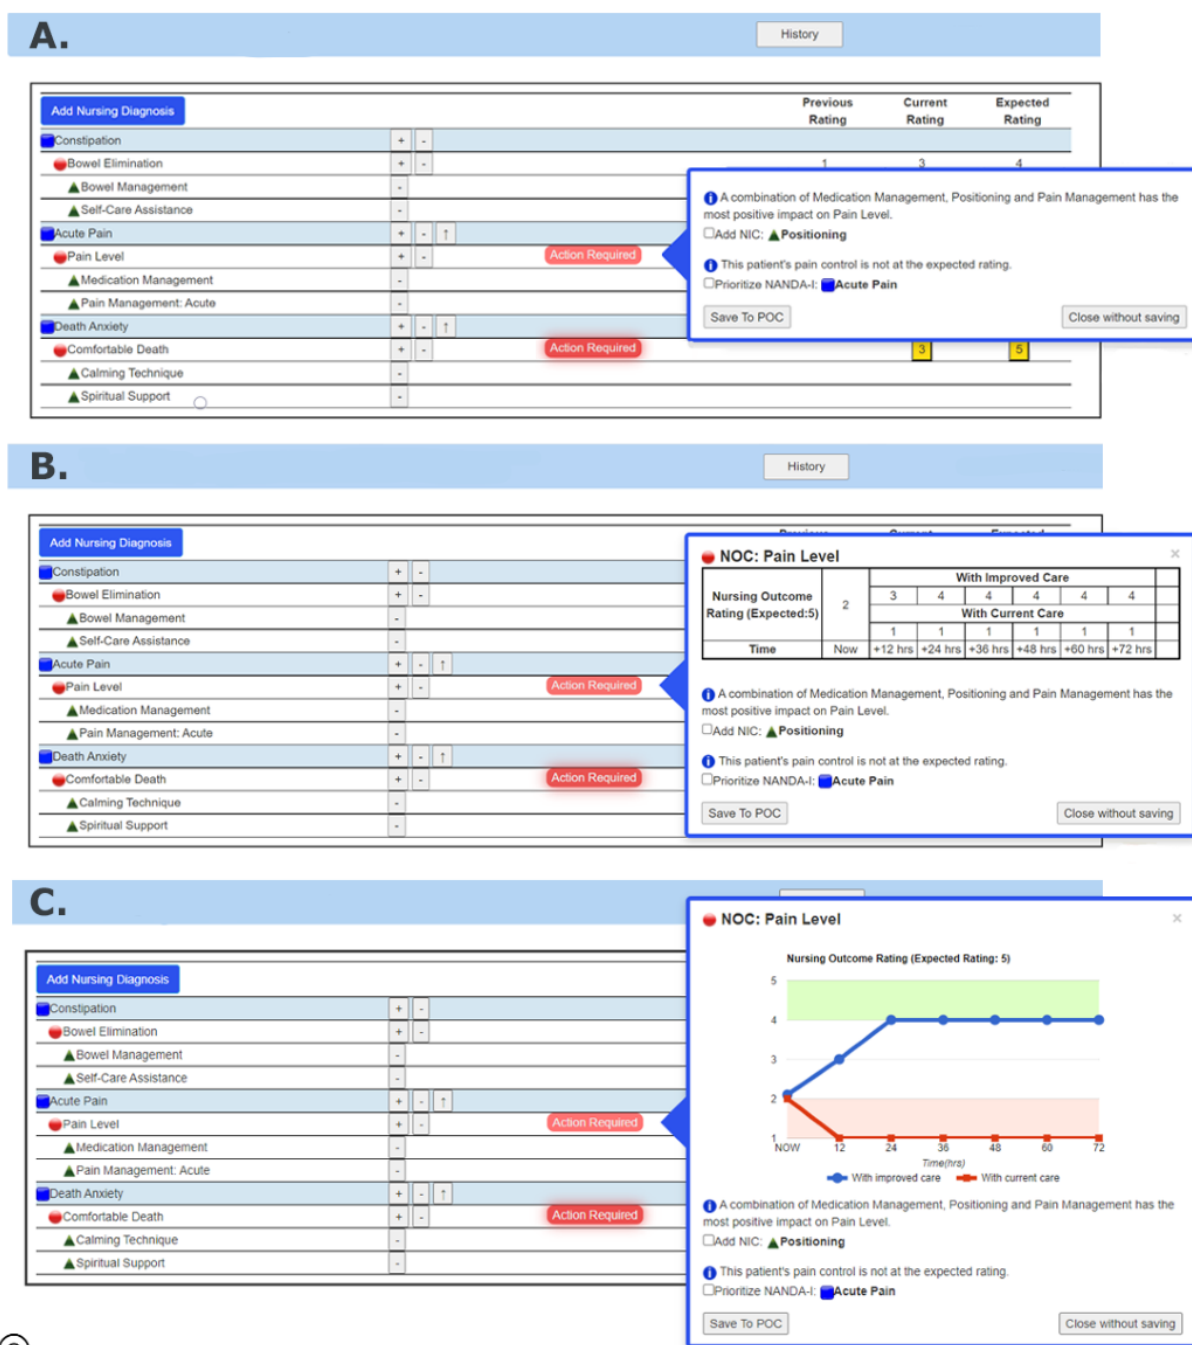 A.
History
Add Nursing Diagnosis
Previous Rating
Current Rating
Expected Rating
Constipation + -
Bowel Elimination + - 1 3 4
Bowel Management -
Self-Care Assistance -
Acute Pain + - ↑
Pain Level + - Action Required
Medication Management -
Pain Management: Acute -
Death Anxiety + - ↑
Comfortable Death + - Action Required 3 5
Calming Technique -
Spiritual Support -
A combination of Medication Management, Positioning and Pain Management has the
most positive impact on Pain Level.
Add NIC: Positioning
This patient's pain control is not at the expected rating.
Prioritize NANDA-I: Acute Pain
Save To POC Close without saving
B.
History
Add Nursing Diagnosis
Constipation + -
Bowel Elimination + -
Bowel Management -
Self-Care Assistance -
Acute Pain + - ↑
Pain Level + - Action Required
Medication Management -
Pain Management: Acute -
Death Anxiety + - ↑
Comfortable Death + - Action Required
Calming Technique -
Spiritual Support -
NOC: Pain Level ×
Nursing Outcome Rating (Expected:5) 2
With Improved Care
3 4 4 4 4 4
With Current Care
1 1 1 1 1 1
Time Now +12 hrs +24 hrs +36 hrs +48 hrs +60 hrs +72 hrs
A combination of Medication Management, Positioning and Pain Management has the
most positive impact on Pain Level.
Add NIC: Positioning
This patient's pain control is not at the expected rating.
Prioritize NANDA-I: Acute Pain
Save To POC Close without saving
C.
Add Nursing Diagnosis
Constipation + -
Bowel Elimination + -
Bowel Management -
Self-Care Assistance -
Acute Pain + - ↑
Pain Level + - Action Required
Medication Management -
Pain Management: Acute -
Death Anxiety + - ↑
Comfortable Death + - Action Required
Calming Technique -
Spiritual Support -
NOC: Pain Level ×
Nursing Outcome Rating (Expected Rating: 5)
5
4
3
2
1
NOW 12 24 36 48 60 72
Time(hrs)
With improved care With current care
A combination of Medication Management, Positioning and Pain Management has the
most positive impact on Pain Level.
Add NIC: Positioning
This patient's pain control is not at the expected rating.
Prioritize NANDA-I: Acute Pain
Save To POC Close without saving